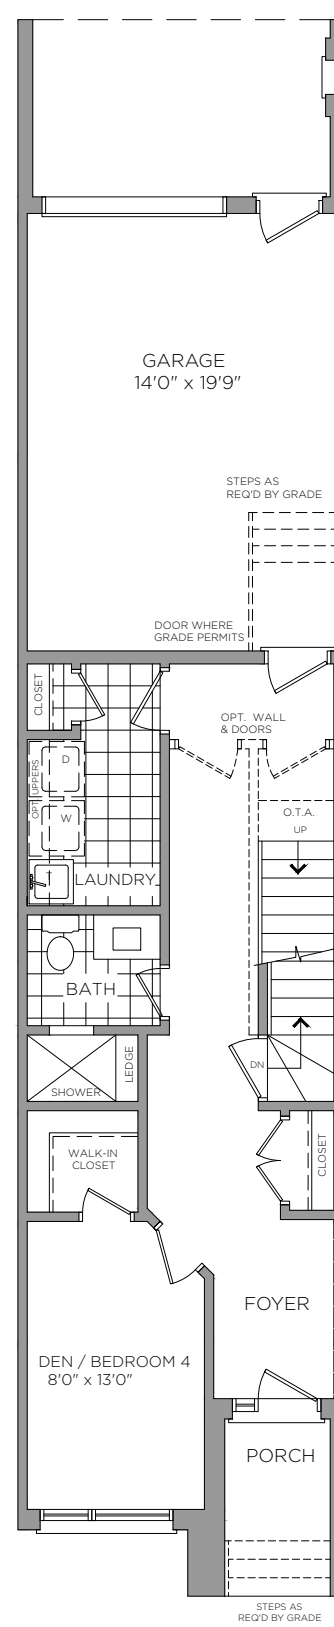 GARAGE
14'0" x 19'9"
STEPS AS
REQ'D BY GRADE
DOOR WHERE
GRADE PERMITS
CLOSET
OPT. WALL
& DOORS
OPT. UPPERS
D
W
O.T.A.
UP
T
LAUNDRY
BATH
SHOWER
LEDGE
DN
WALK-IN
CLOSET
CLOSET
FOYER
DEN / BEDROOM 4
8'0" x 13'0"
PORCH
STEPS AS
REQ'D BY GRADE